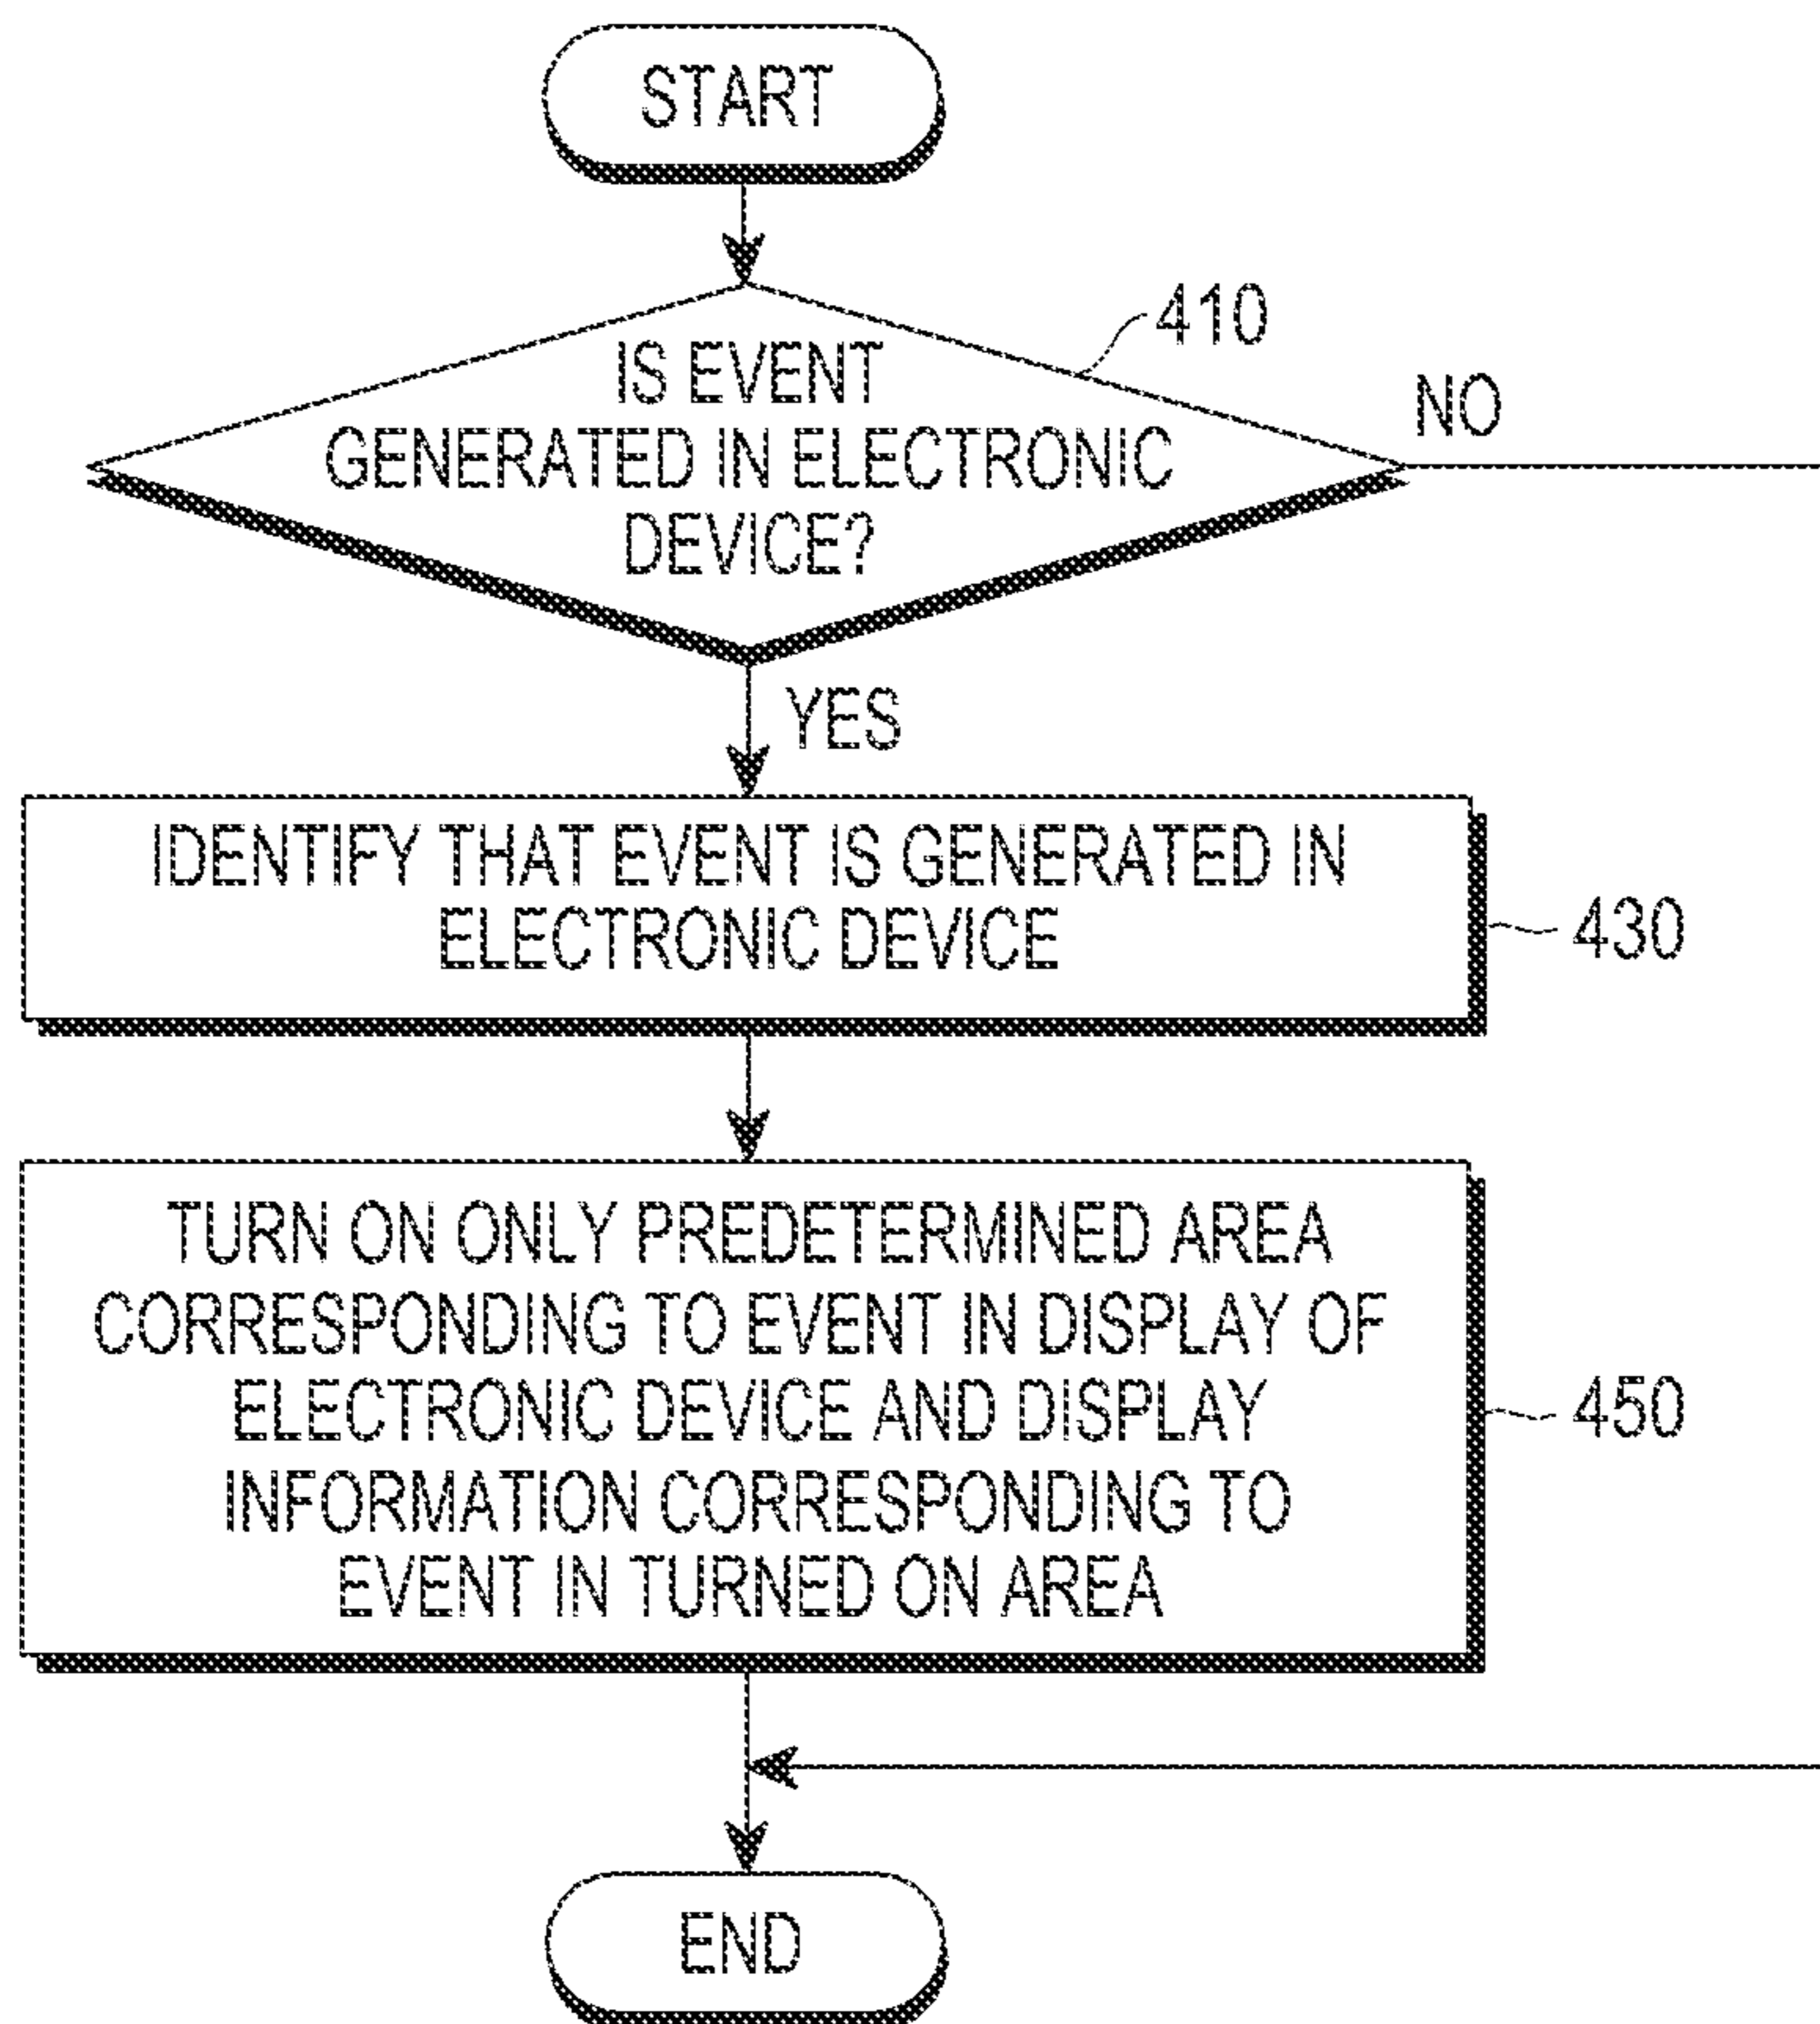 START
410
IS EVENT
NO
GENERATED IN ELECTRONIC
DEVICE?
YES
IDENTIFY THAT EVENT IS GENERATED IN
ELECTRONIC DEVICE
430
TURN ON ONLY PREDETERMINED AREA
CORRESPONDING TO EVENT IN DISPLAY OF
ELECTRONIC DEVICE AND DISPLAY
INFORMATION CORRESPONDING TO
EVENT IN TURNED ON AREA
450
END